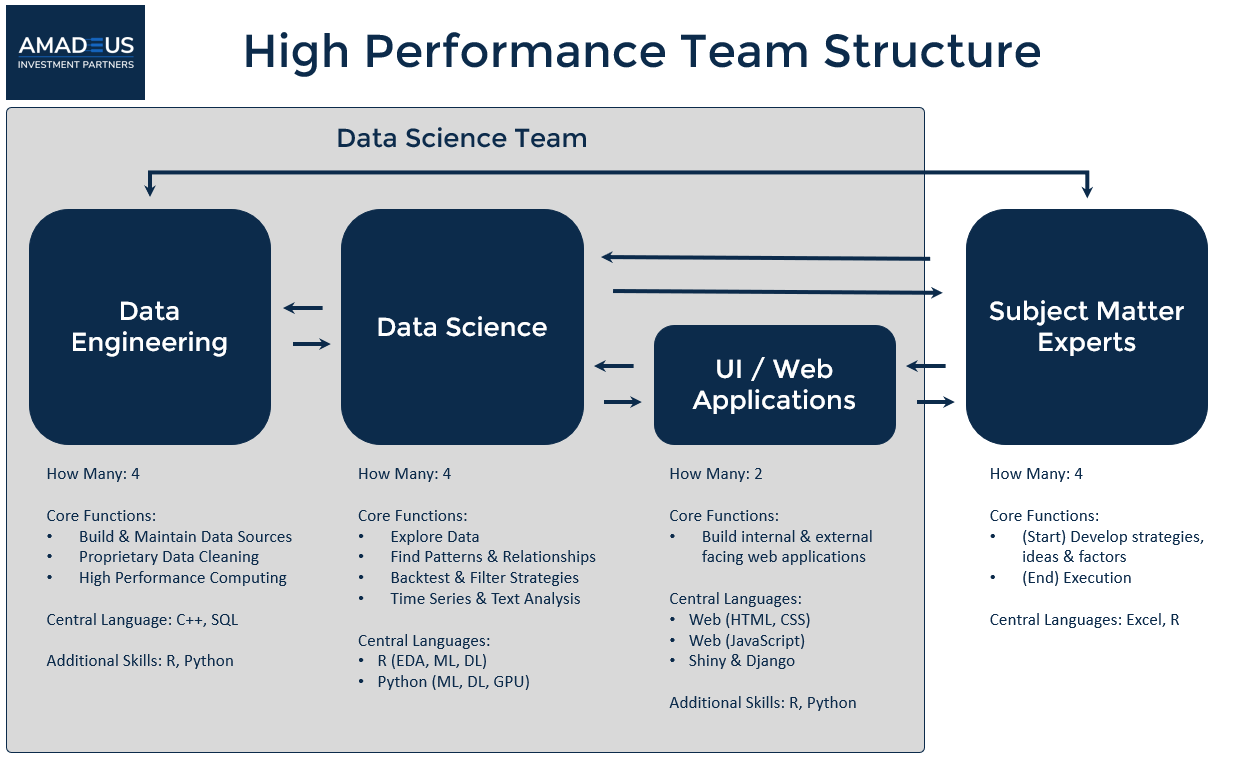 AMADEUS
INVESTMENT PARTNERS
High Performance Team Structure
Data Science Team
Data
Engineering
Data Science
UI / Web
Applications
Subject Matter
Experts
How Many: 4
Core Functions:
• Build & Maintain Data Sources
• Proprietary Data Cleaning
• High Performance Computing
Central Language: C++, SQL
Additional Skills: R, Python
How Many: 4
Core Functions:
• Explore Data
• Find Patterns & Relationships
• Backtest & Filter Strategies
• Time Series & Text Analysis
Central Languages:
• R (EDA, ML, DL)
• Python (ML, DL, GPU)
How Many: 2
Core Functions:
• Build internal & external
facing web applications
Central Languages:
• Web (HTML, CSS)
• Web (JavaScript)
• Shiny & Django
Additional Skills: R, Python
How Many: 4
Core Functions:
• (Start) Develop strategies,
ideas & factors
• (End) Execution
Central Languages: Excel, R